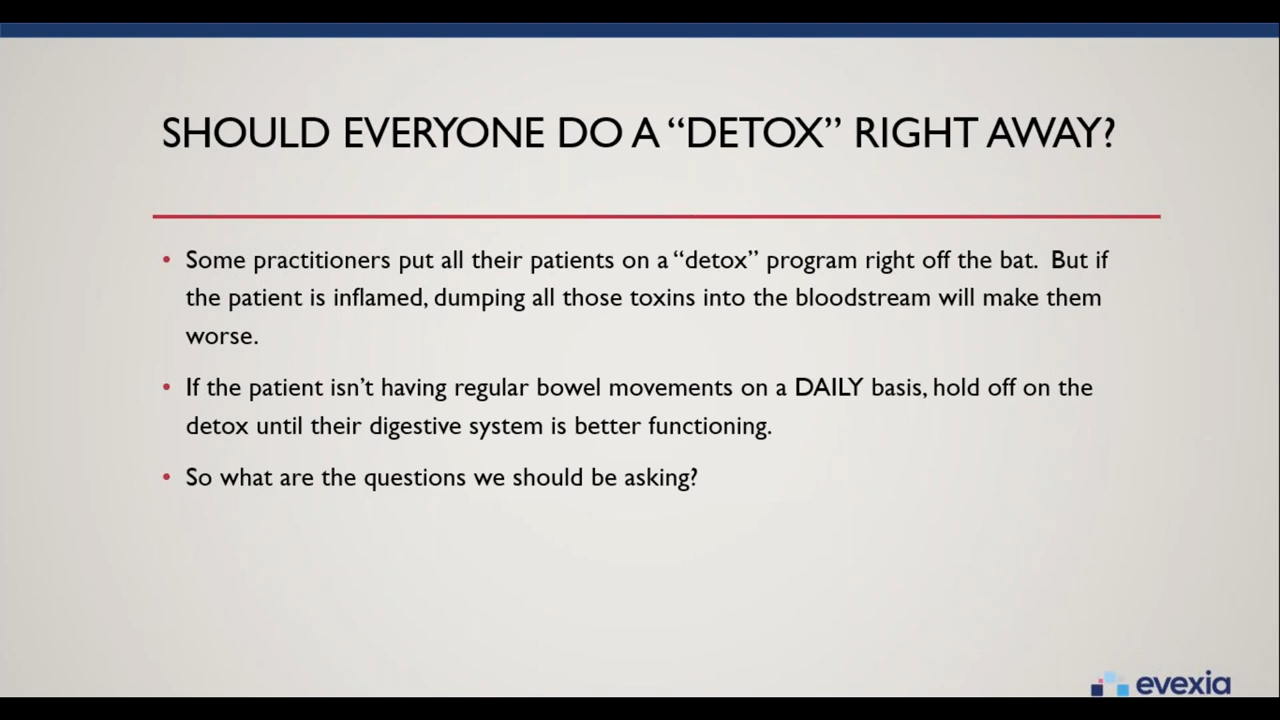 SHOULD EVERYONE DO A “DETOX” RIGHT AWAY?
• Some practitioners put all their patients on a “detox” program right off the bat.  But if
the patient is inflamed, dumping all those toxins into the bloodstream will make them
worse.
• If the patient isn’t having regular bowel movements on a DAILY basis, hold off on the
detox until their digestive system is better functioning.
• So what are the questions we should be asking?
evexia